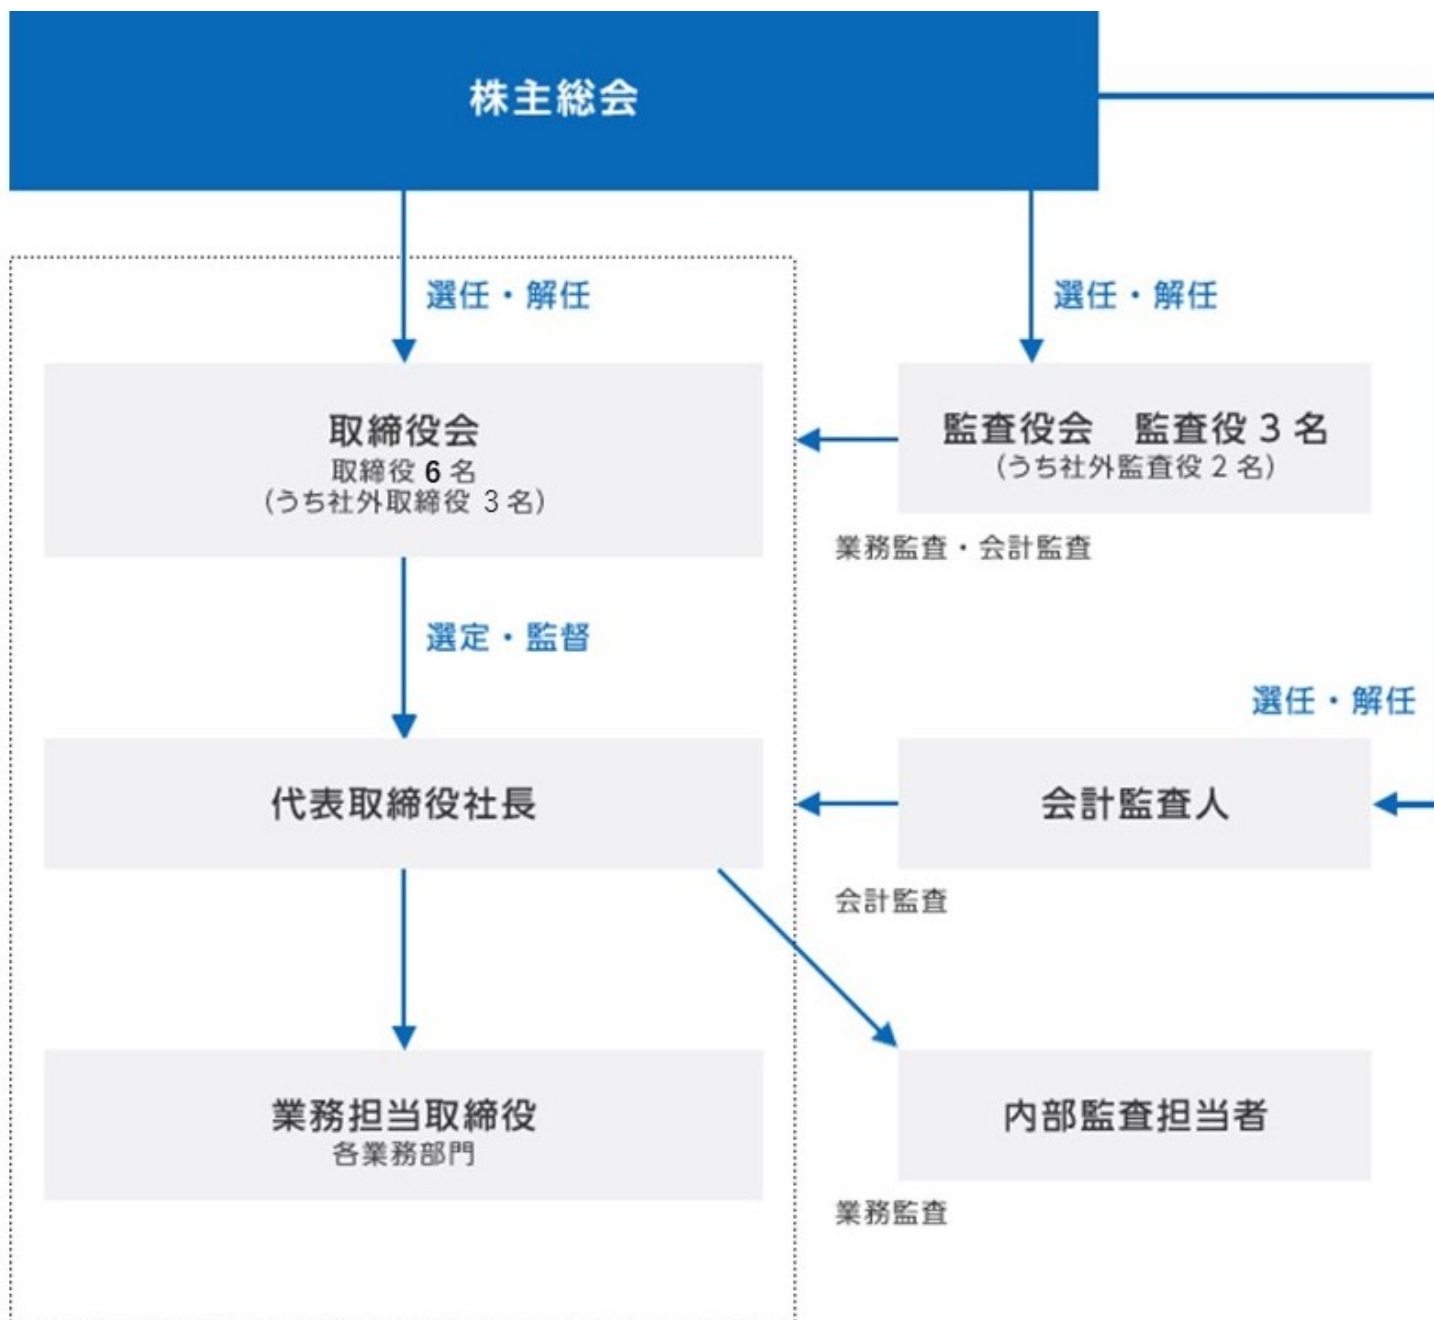 株主総会
選任・解任
選任・解任
取締役会
取締役 6 名
(うち社外取締役 3 名)
監査役会　監査役 3 名
(うち社外監査役 2 名)
業務監査・会計監査
選定・監督
選任・解任
代表取締役社長
会計監査人
会計監査
業務担当取締役
各業務部門
内部監査担当者
業務監査